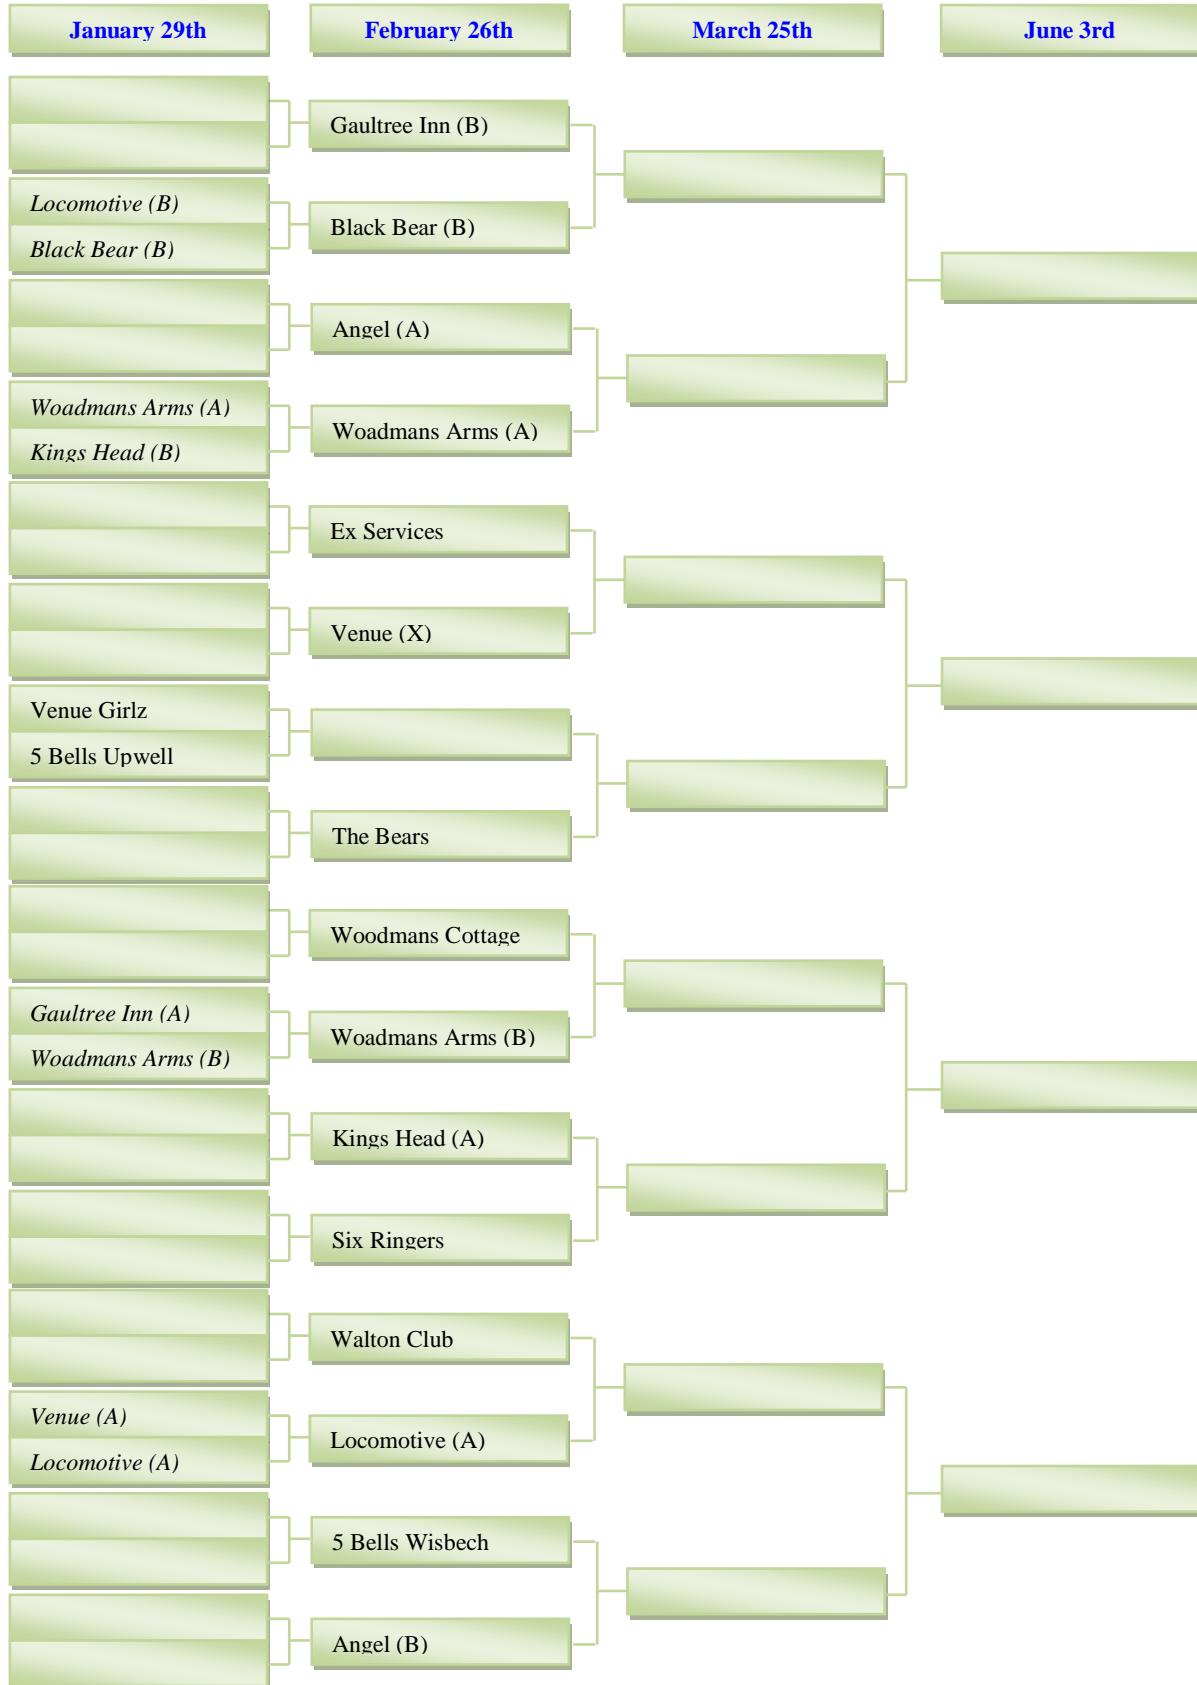 January 29th
February 26th
March 25th
June 3rd
Gaultree Inn (B)
Locomotive (B)
Black Bear (B)
Black Bear (B)
Angel (A)
Woadmans Arms (A)
Kings Head (B)
Woadmans Arms (A)
Ex Services
Venue (X)
Venue Girlz
5 Bells Upwell
The Bears
Woodmans Cottage
Gaultree Inn (A)
Woadmans Arms (B)
Woadmans Arms (B)
Kings Head (A)
Six Ringers
Walton Club
Venue (A)
Locomotive (A)
Locomotive (A)
5 Bells Wisbech
Angel (B)